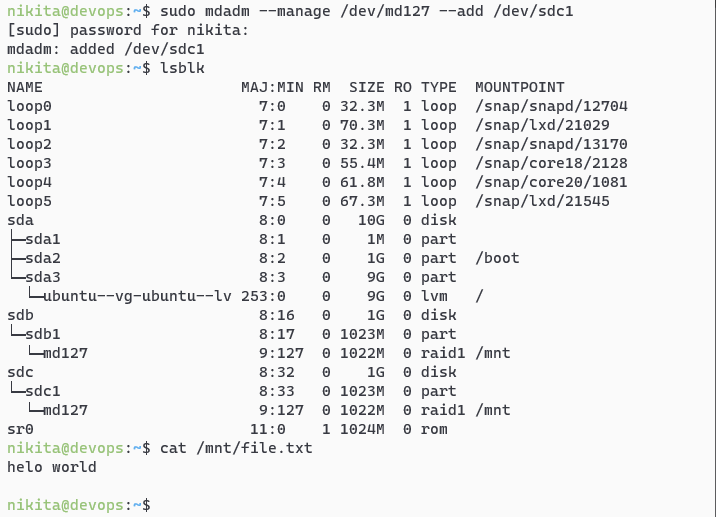 nikita@devops:~$ sudo mdadm --manage /dev/md127 --add /dev/sdc1
[sudo] password for nikita:
mdadm: added /dev/sdc1
nikita@devops:~$ lsblk
NAME                      MAJ:MIN RM  SIZE RO TYPE  MOUNTPOINT
loop0                       7:0    0 32.3M  1 loop  /snap/snapd/12704
loop1                       7:1    0 70.3M  1 loop  /snap/lxd/21029
loop2                       7:2    0 32.3M  1 loop  /snap/snapd/13170
loop3                       7:3    0 55.4M  1 loop  /snap/core18/2128
loop4                       7:4    0 61.8M  1 loop  /snap/core20/1081
loop5                       7:5    0 67.3M  1 loop  /snap/lxd/21545
sda                         8:0    0   10G  0 disk
├─sda1                      8:1    0    1M  0 part
├─sda2                      8:2    0    1G  0 part  /boot
└─sda3                      8:3    0    9G  0 part
  └─ubuntu--vg-ubuntu--lv 253:0    0    9G  0 lvm   /
sdb                         8:16   0    1G  0 disk
└─sdb1                      8:17   0 1023M  0 part
  └─md127                   9:127  0 1022M  0 raid1 /mnt
sdc                         8:32   0    1G  0 disk
└─sdc1                      8:33   0 1023M  0 part
  └─md127                   9:127  0 1022M  0 raid1 /mnt
sr0                        11:0    1 1024M  0 rom
nikita@devops:~$ cat /mnt/file.txt
helo world
nikita@devops:~$